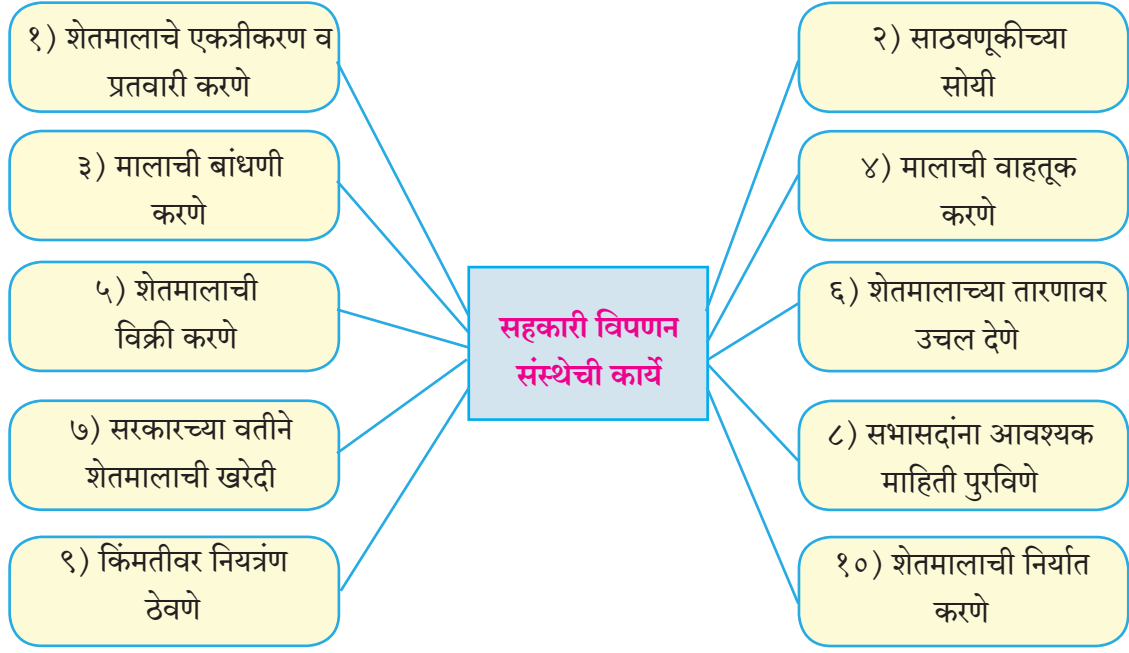 १) शेतमालाचे एकत्रीकरण व
प्रतवारी करणे
२) साठवणूकीच्या
सोयी
३) मालाची बांधणी
करणे
४) मालाची वाहतूक
करणे
५) शेतमालाची
विक्री करणे
६) शेतमालाच्या तारणावर
उचल देणे
सहकारी विपणन
संस्थेची कार्ये
७) सरकारच्या वतीने
शेतमालाची खरेदी
८) सभासदांना आवश्यक
माहिती पुरविणे
९) किंमतीवर नियत्रंण
ठेवणे
१०) शेतमालाची निर्यात
करणे